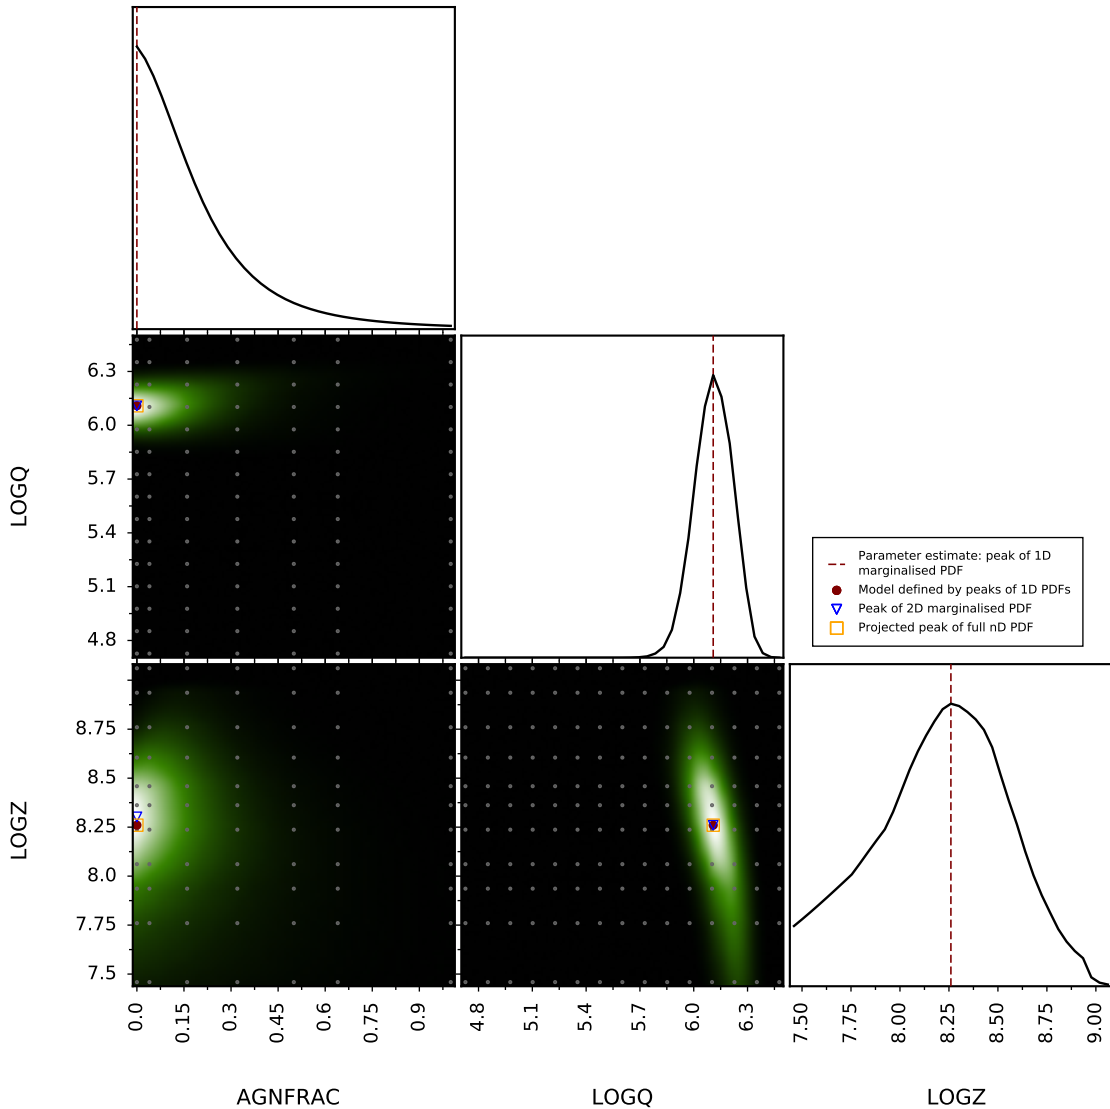 6.3
6.0
5.7
5.4
5.1
4.8
LOGQ
Parameter estimate: peak of 1D
marginalised PDF
Model defined by peaks of 1D PDFs
Peak of 2D marginalised PDF
Projected peak of full nD PDF
8.75
8.5
8.25
8.0
7.75
7.5
LOGZ
0.0 0.15 0.3 0.45 0.6 0.75 0.9
4.8 5.1 5.4 5.7 6.0 6.3
7.50 7.75 8.00 8.25 8.50 8.75 9.00
AGNFRAC
LOGQ
LOGZ